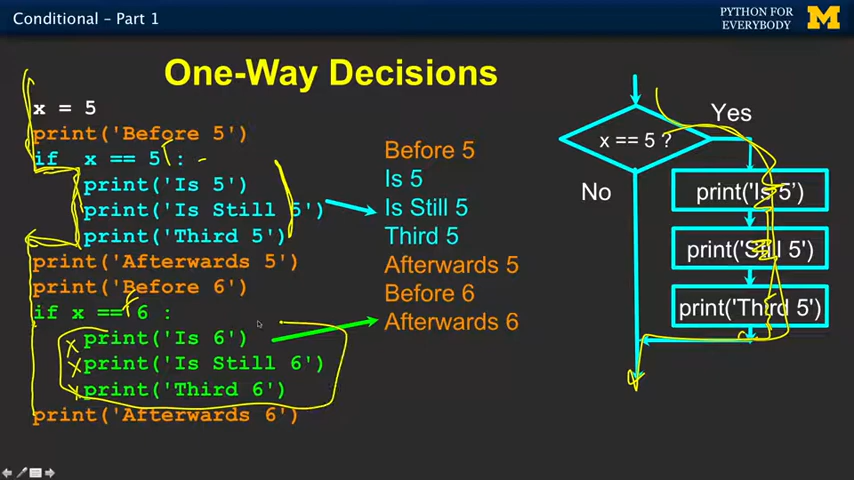 Conditional – Part 1
PYTHON FOR
EVERYBODY
M
One-Way Decisions
x = 5
print('Before 5')
if  x == 5 :
print('Is 5')
print('Is Still 5')
print('Third 5')
print('Afterwards 5')
print('Before 6')
if x == 6 :
print('Is 6')
print('Is Still 6')
print('Third 6')
print('Afterwards 6')
Before 5
Is 5
Is Still 5
Third 5
Afterwards 5
Before 6
Afterwards 6
x == 5 ?
Yes
No
print('Is 5’)
print('Still 5')
print('Third 5')